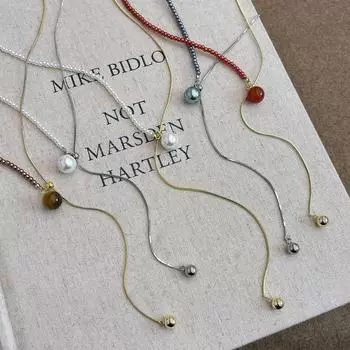 MIKE BIDLO
NOT
MARSDEN
HARTLEY